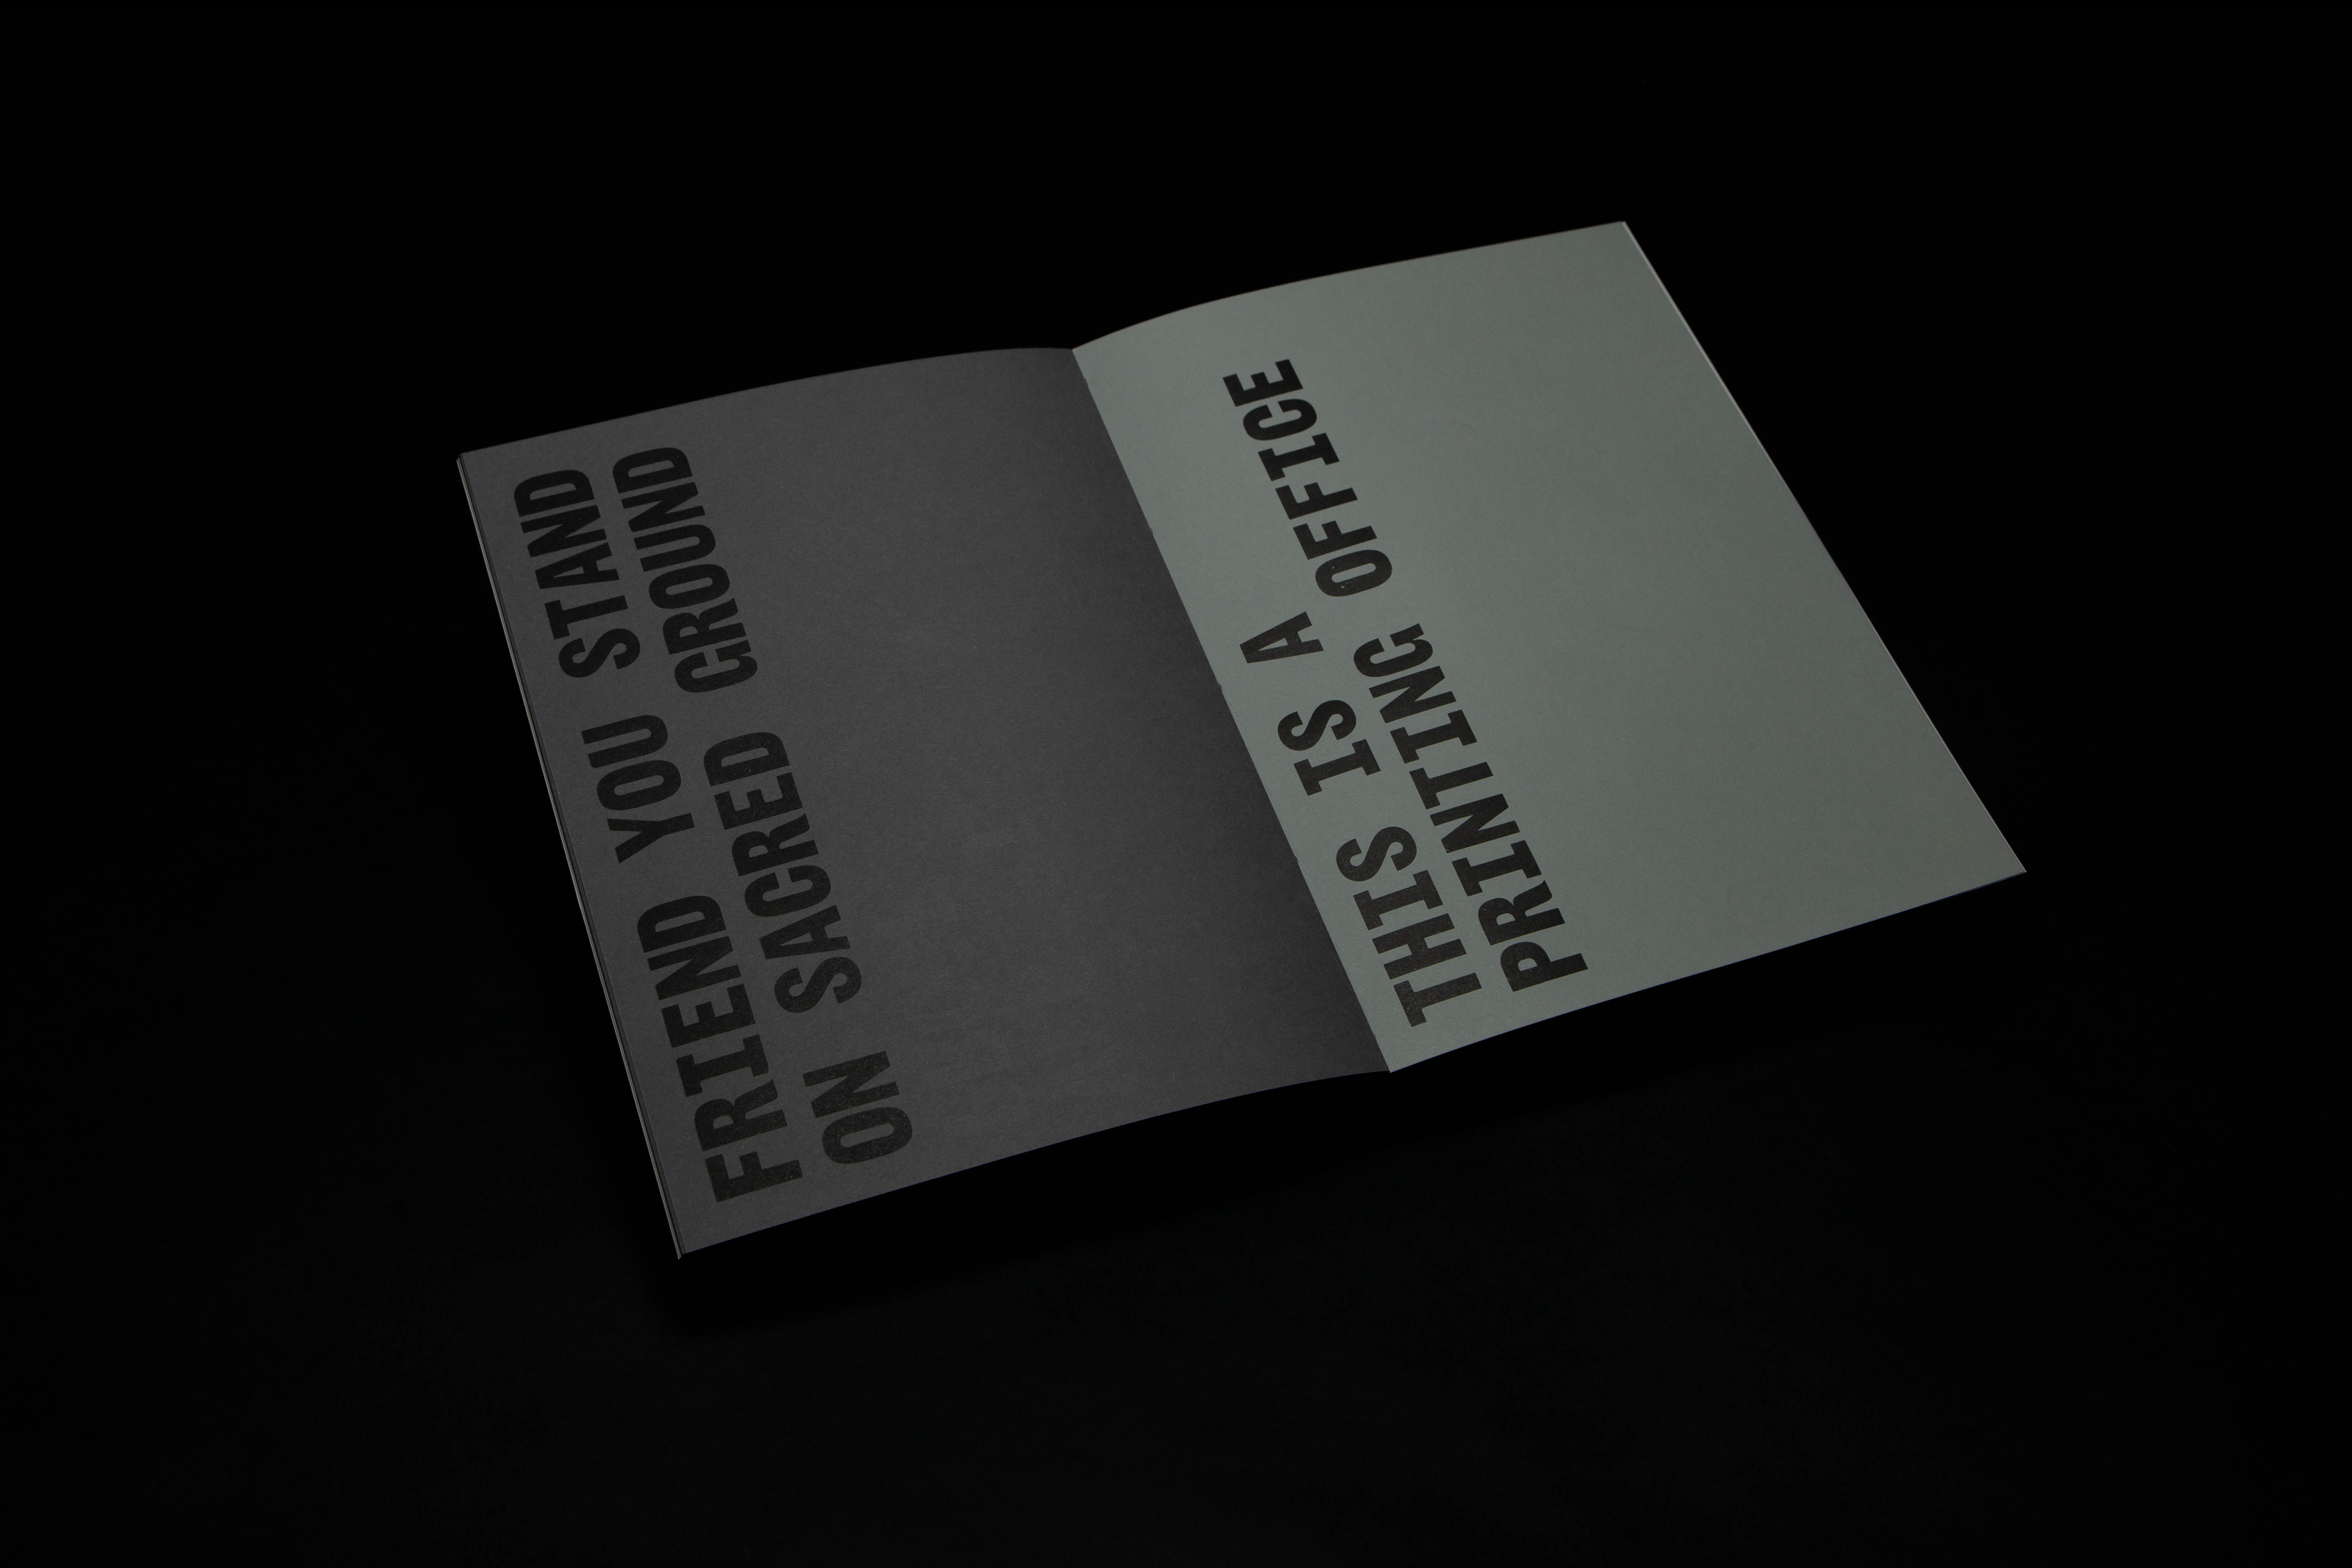 FRIEND YOU STAND
ON SACRED GROUND
THIS IS A
PRINTING OFFICE